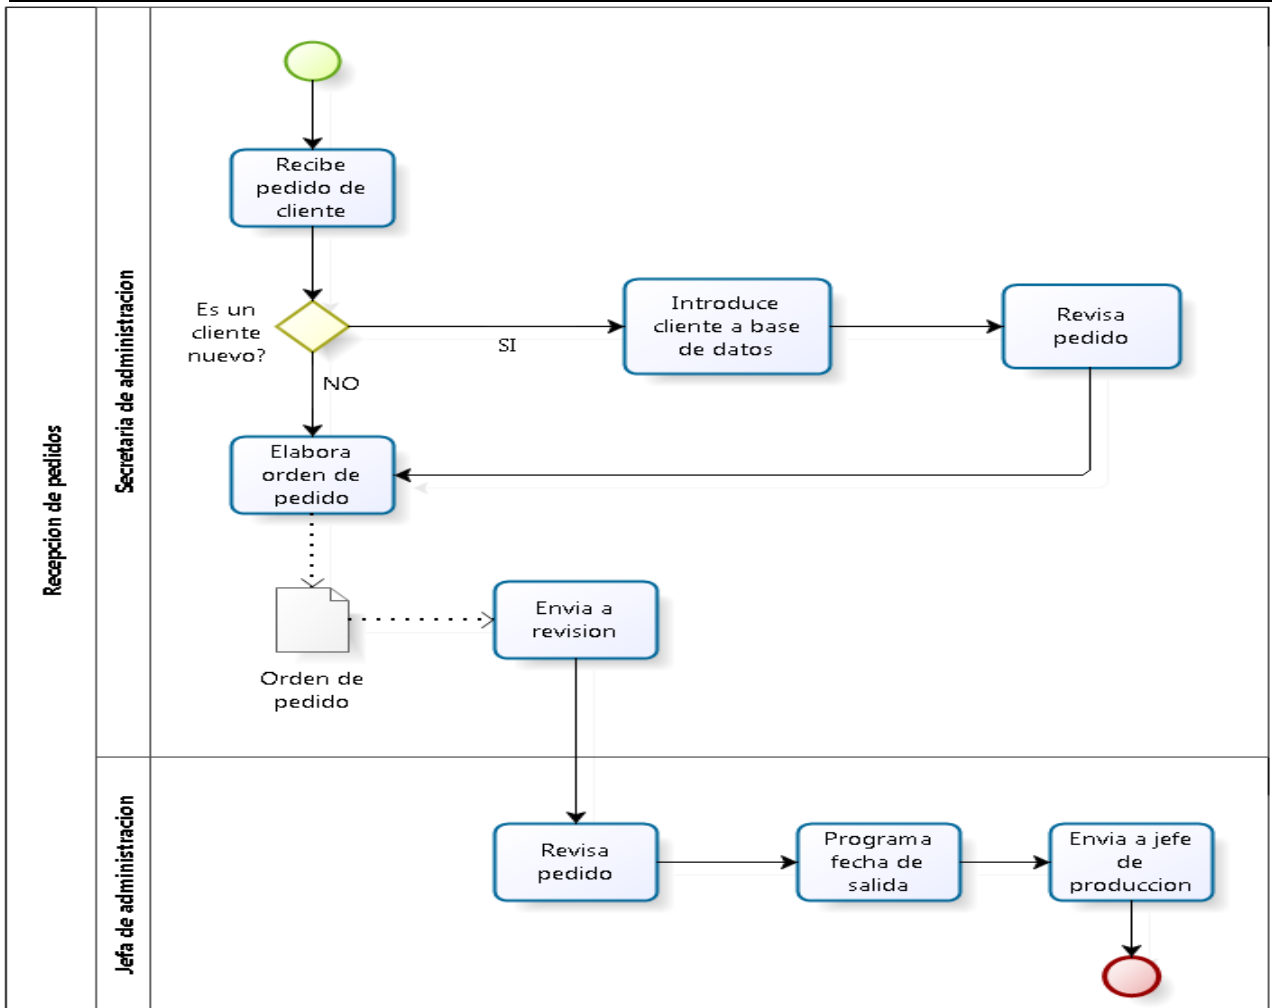 Recepcion de pedidos
Secretaria de administracion
Recibe
pedido de
cliente
Es un
cliente
nuevo?
SI
NO
Introduce
cliente a base
de datos
Revisa
pedido
Elabora
orden de
pedido
Orden de
pedido
Envia a
revision
Jefa de administracion
Revisa
pedido
Programa
fecha de
salida
Envia a jefe
de
produccion